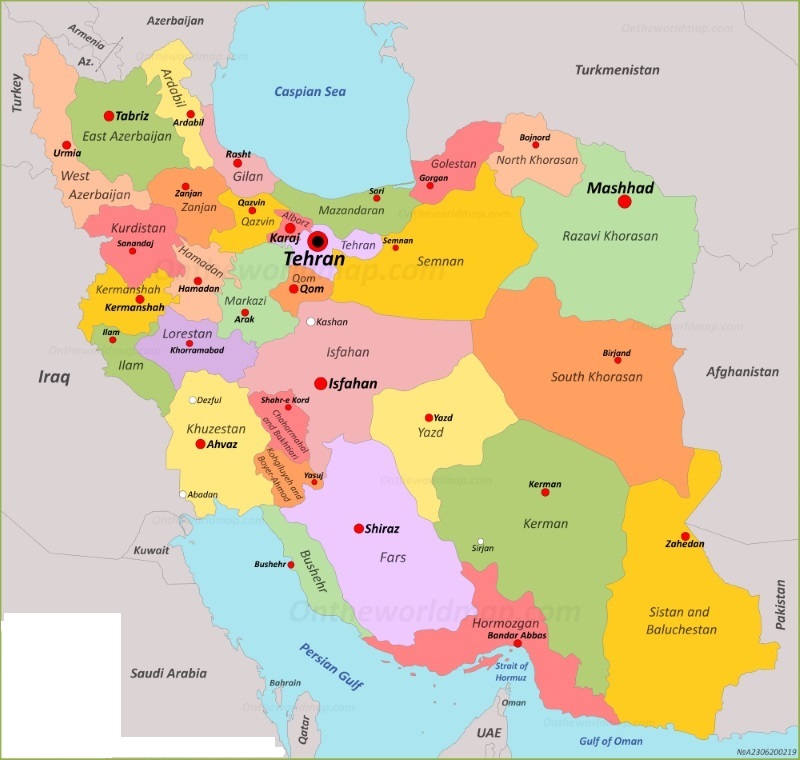 Azerbaijan
Armenia
Az.
Turkey
Ontheworldmap.com
Ontheworldmap.com
Caspian Sea
Turkmenistan
Ardabil
Ardabil
Tabriz
East Azerbaijan
Urmia
West
Azerbaijan
Rasht
Gilan
Golestan
Gorgan
Bojnord
North Khorasan
Mashhad
Razavi Khorasan
Zanjan
Zanjan
Qazvin
Qazvin
Alborz
Karaj
Sari
Mazandaran
Tehran
Tehran
Semnan
Semnan
Kurdistan
Sanandaj
Hamadan
Hamadan
Ontheworldmap.com
Qom
Qom
Kermanshah
Kermanshah
Markazi
Arak
Kashan
Ilam
Ilam
Lorestan
Khorramabad
Isfahan
Isfahan
Birjand
South Khorasan
Iraq
Afghanistan
Dezful
Khuzestan
Ahvaz
Abadan
Shahr-e Kord
Chaharmahal
and Bakhtiari
Kohgiluyeh and
Boyer-Ahmad
Yasuj
Yazd
Yazd
Kerman
Kerman
Sirjan
Shiraz
Fars
Kuwait
Bushehr
Bushehr
Zahedan
Sistan and
Baluchestan
Pakistan
Ontheworldmap.com
Hormozgan
Bandar Abbas
Strait of
Hormuz
Persian Gulf
Saudi Arabia
Bahrain
Qatar
Oman
UAE
Gulf of Oman
№A2306200219